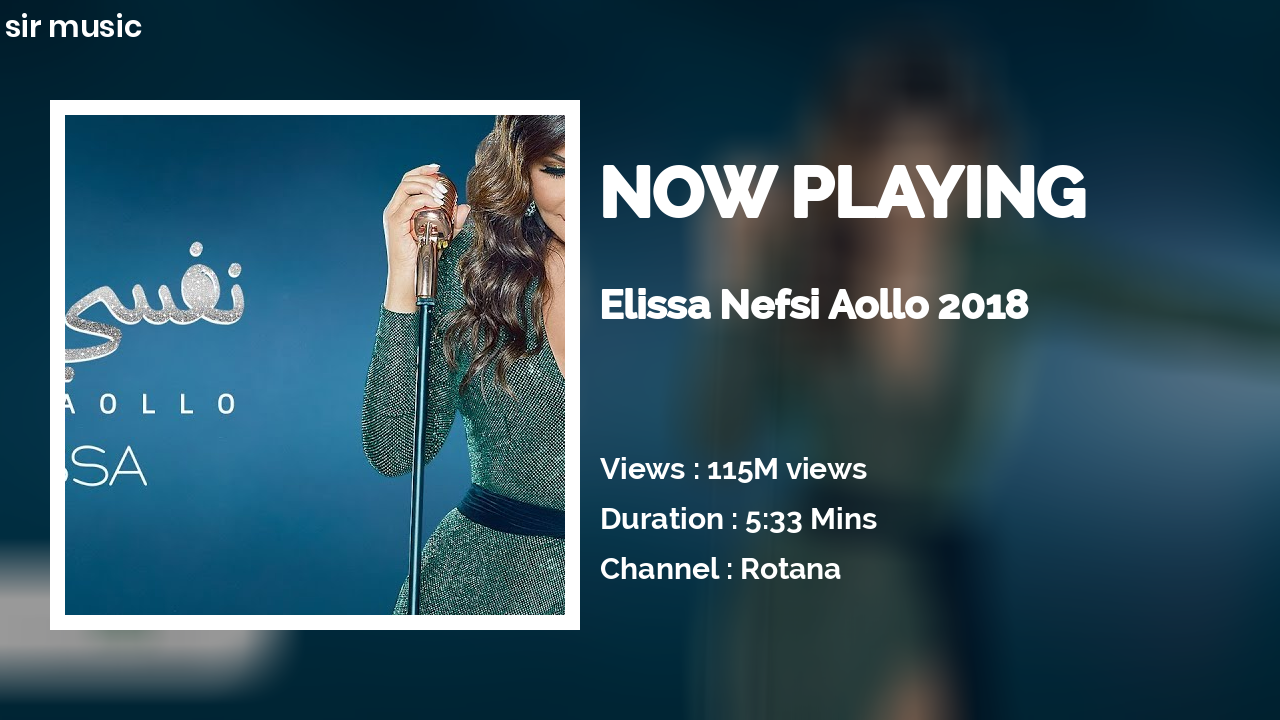 sir music
NOW PLAYING
Elissa Nefsi Aollo 2018
Views : 115M views
Duration : 5:33 Mins
Channel : Rotana
نفسي
AOLLO
SSA